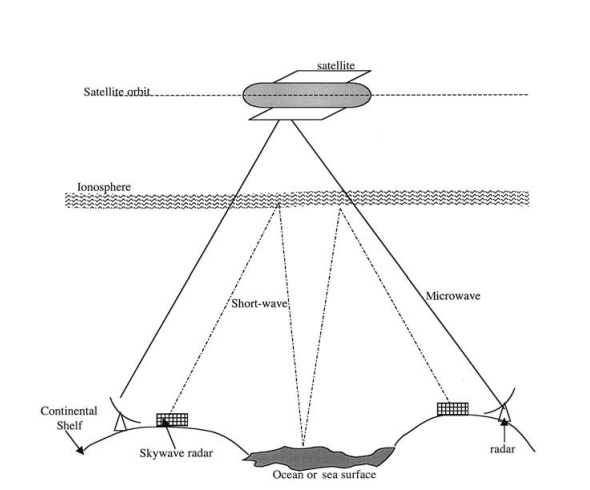 satellite
Satellite orbit
Ionosphere
Short-wave
Microwave
Continental
Shelf
Skywave radar
radar
Ocean or sea surface